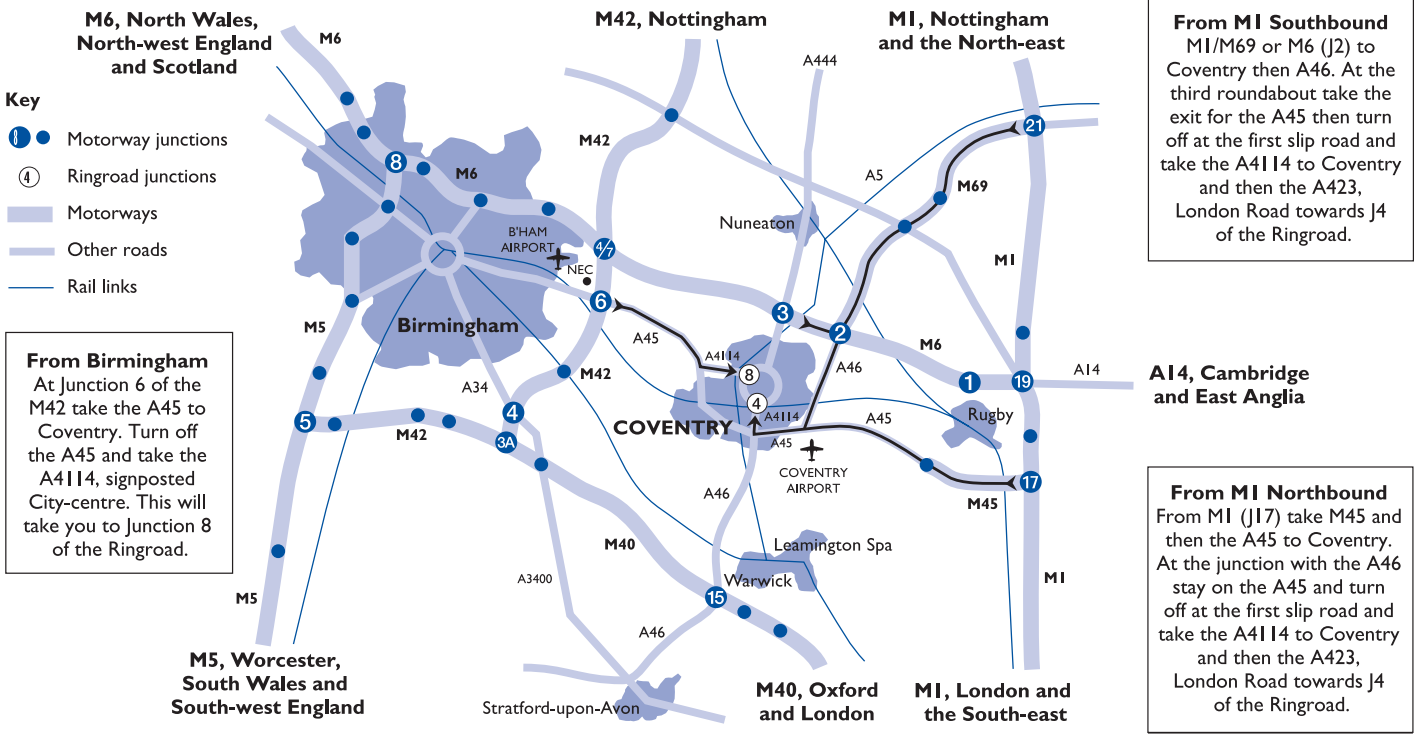 M6, North Wales,
North-west England
and Scotland
M42, Nottingham
M1, Nottingham
and the North-east
From M1 Southbound
M1/M69 or M6 (J2) to
Coventry then A46. At the
third roundabout take the
exit for the A45 then turn
off at the first slip road and
take the A4114 to Coventry
and then the A423,
London Road towards J4
of the Ringroad.
Key
8 Motorway junctions
4 Ringroad junctions
Motorways
Other roads
Rail links
From Birmingham
At Junction 6 of the
M42 take the A45 to
Coventry. Turn off
the A45 and take the
A4114, signposted
City-centre. This will
take you to Junction 8
of the Ringroad.
M6
A444
M42
21
8
M6
A5
M69
Nuneaton
B'HAM
AIRPORT
4/7
NEC
M1
6
3
2
Birmingham
M5
A45
A4114
A46
M6
8
1
19
A14
A14, Cambridge
and East Anglia
M42
A34
4
4
A4114
A45
Rugby
5
M42
3A
COVENTRY
A45
COVENTRY
AIRPORT
17
M45
A46
M40
Leamington Spa
Warwick
A3400
15
M1
M5
A46
M5, Worcester,
South Wales and
South-west England
Stratford-upon-Avon
M40, Oxford
and London
M1, London and
the South-east
From M1 Northbound
From M1 (J17) take M45 and
then the A45 to Coventry.
At the junction with the A46
stay on the A45 and turn
off at the first slip road and
take the A4114 to Coventry
and then the A423,
London Road towards J4
of the Ringroad.